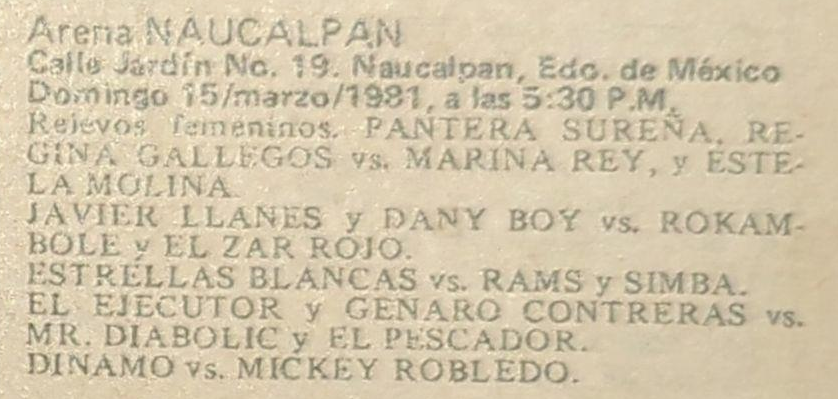 Arena NAUCALPAN
Calle Jardín No. 19. Naucalpan, Edo. de México
Domingo 15/marzo/1981, a las 5:30 P.M.
Relevos femeninos. PANTERA SUREÑA, RE-
GINA GALLEGOS vs. MARINA REY, y ESTE-
LA MOLINA.
JAVIER LLANES y DANY BOY vs. ROKAM-
BOLE y EL ZAR ROJO.
ESTRELLAS BLANCAS vs. RAMS y SIMBA.
EL EJECUTOR y GENARO CONTRERAS vs.
MR. DIABOLIC y EL PESCADOR.
DINAMO vs. MICKEY ROBLEDO.